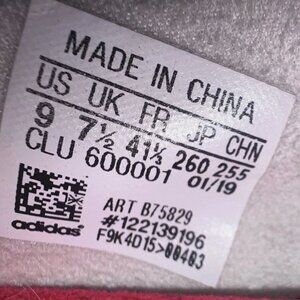 MADE IN CHINA
US UK FR JP CHN
9 7½ 41⅓ 260 255
CLU 600001 01/19
ART B75829
#122139196
F9K4D15>00403
adidas